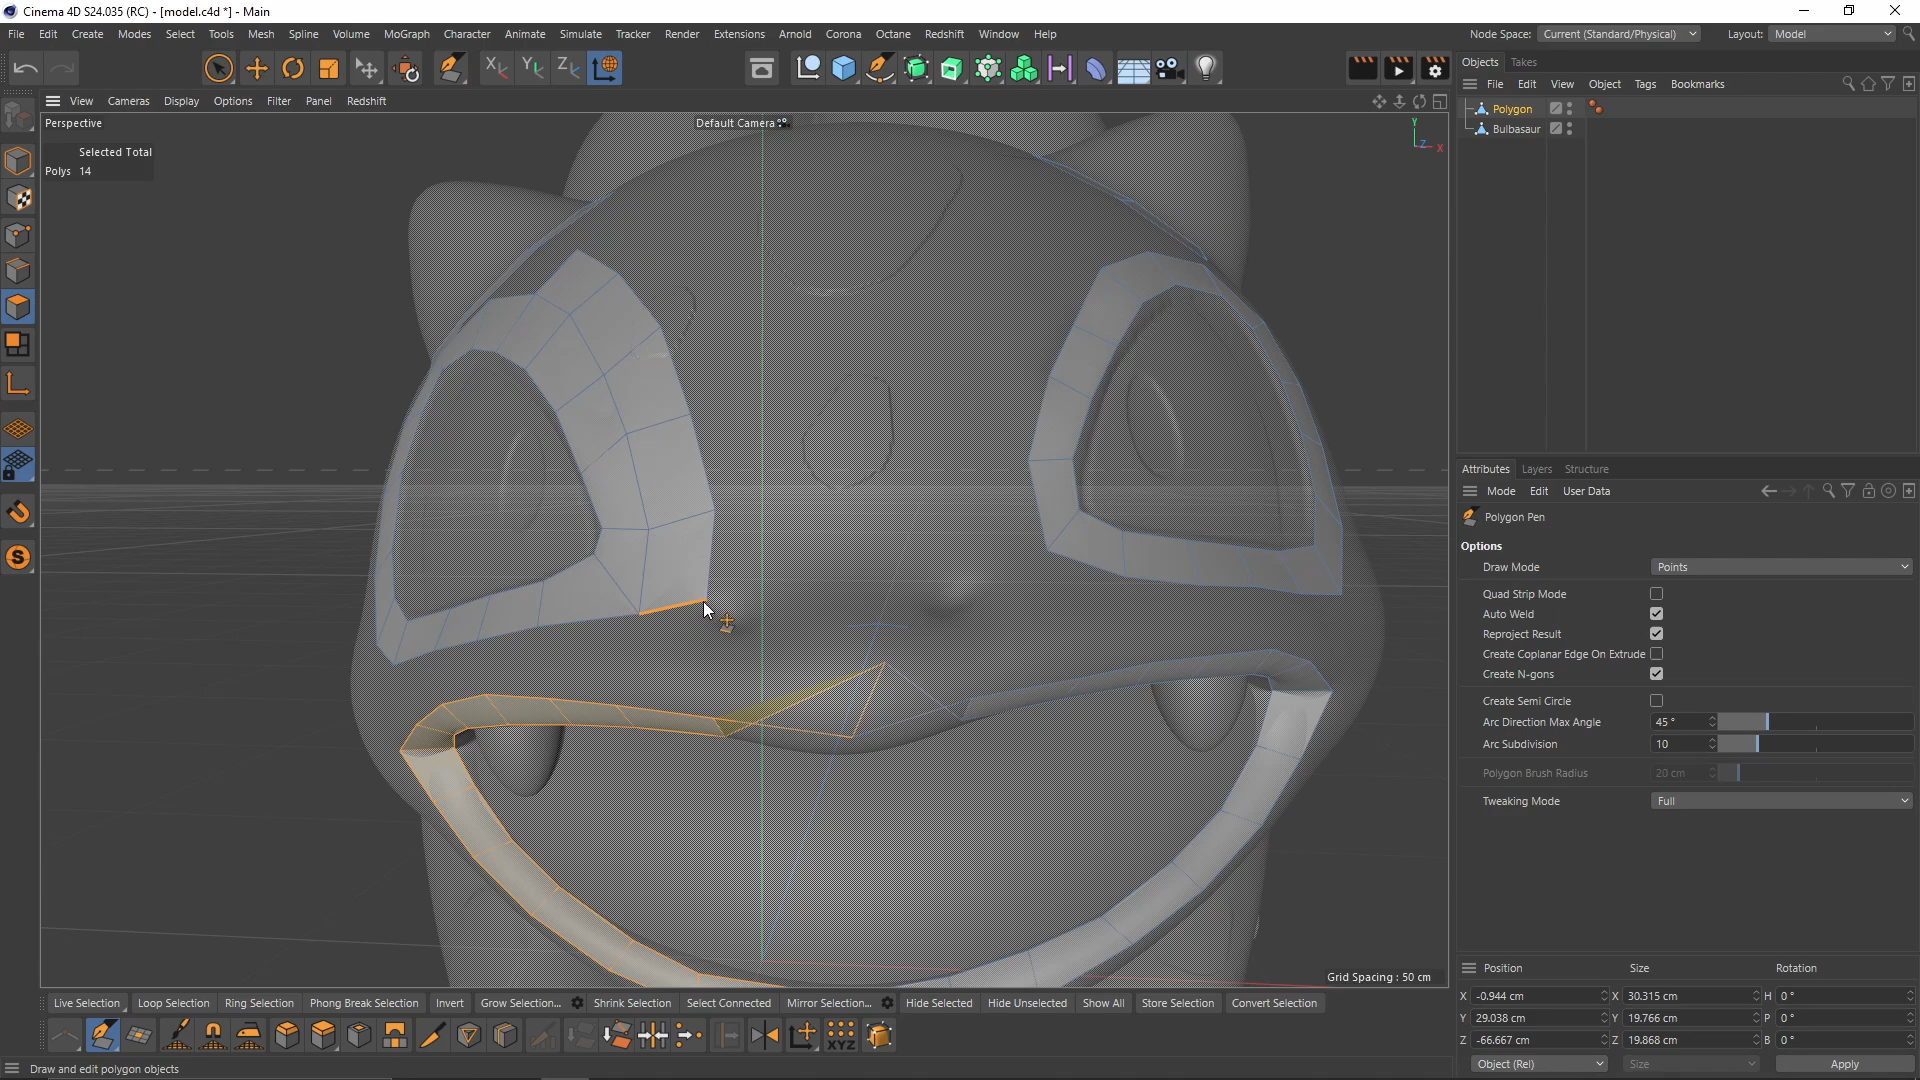 Cinema 4D S24.035 (RC) - [model.c4d *] - Main
File Edit Create Modes Select Tools Mesh Spline Volume MoGraph Character Animate Simulate Tracker Render Extensions Arnold Corona Octane Redshift Window Help Node Space: Current (Standard/Physical) Layout: Model
Objects Takes
File Edit View Object Tags Bookmarks
View Cameras Display Options Filter Panel Redshift
Polygon
Bulbasaur
Perspective Default Camera
Y
Z X
Selected Total
Polys 14
Attributes Layers Structure
Mode Edit User Data
Polygon Pen
Options
Draw Mode Points
Quad Strip Mode
Auto Weld
Reproject Result
Create Coplanar Edge On Extrude
Create N-gons
Create Semi Circle
Arc Direction Max Angle 45 °
Arc Subdivision 10
Polygon Brush Radius 20 cm
Tweaking Mode Full
Grid Spacing : 50 cm
Position Size Rotation
X -0.944 cm X 30.315 cm H 0 °
Y 29.038 cm Y 19.766 cm P 0 °
Z -66.667 cm Z 19.868 cm B 0 °
Object (Rel) Size Apply
Live Selection Loop Selection Ring Selection Phong Break Selection Invert Grow Selection... Shrink Selection Select Connected Mirror Selection... Hide Selected Hide Unselected Show All Store Selection Convert Selection
XYZ
Draw and edit polygon objects